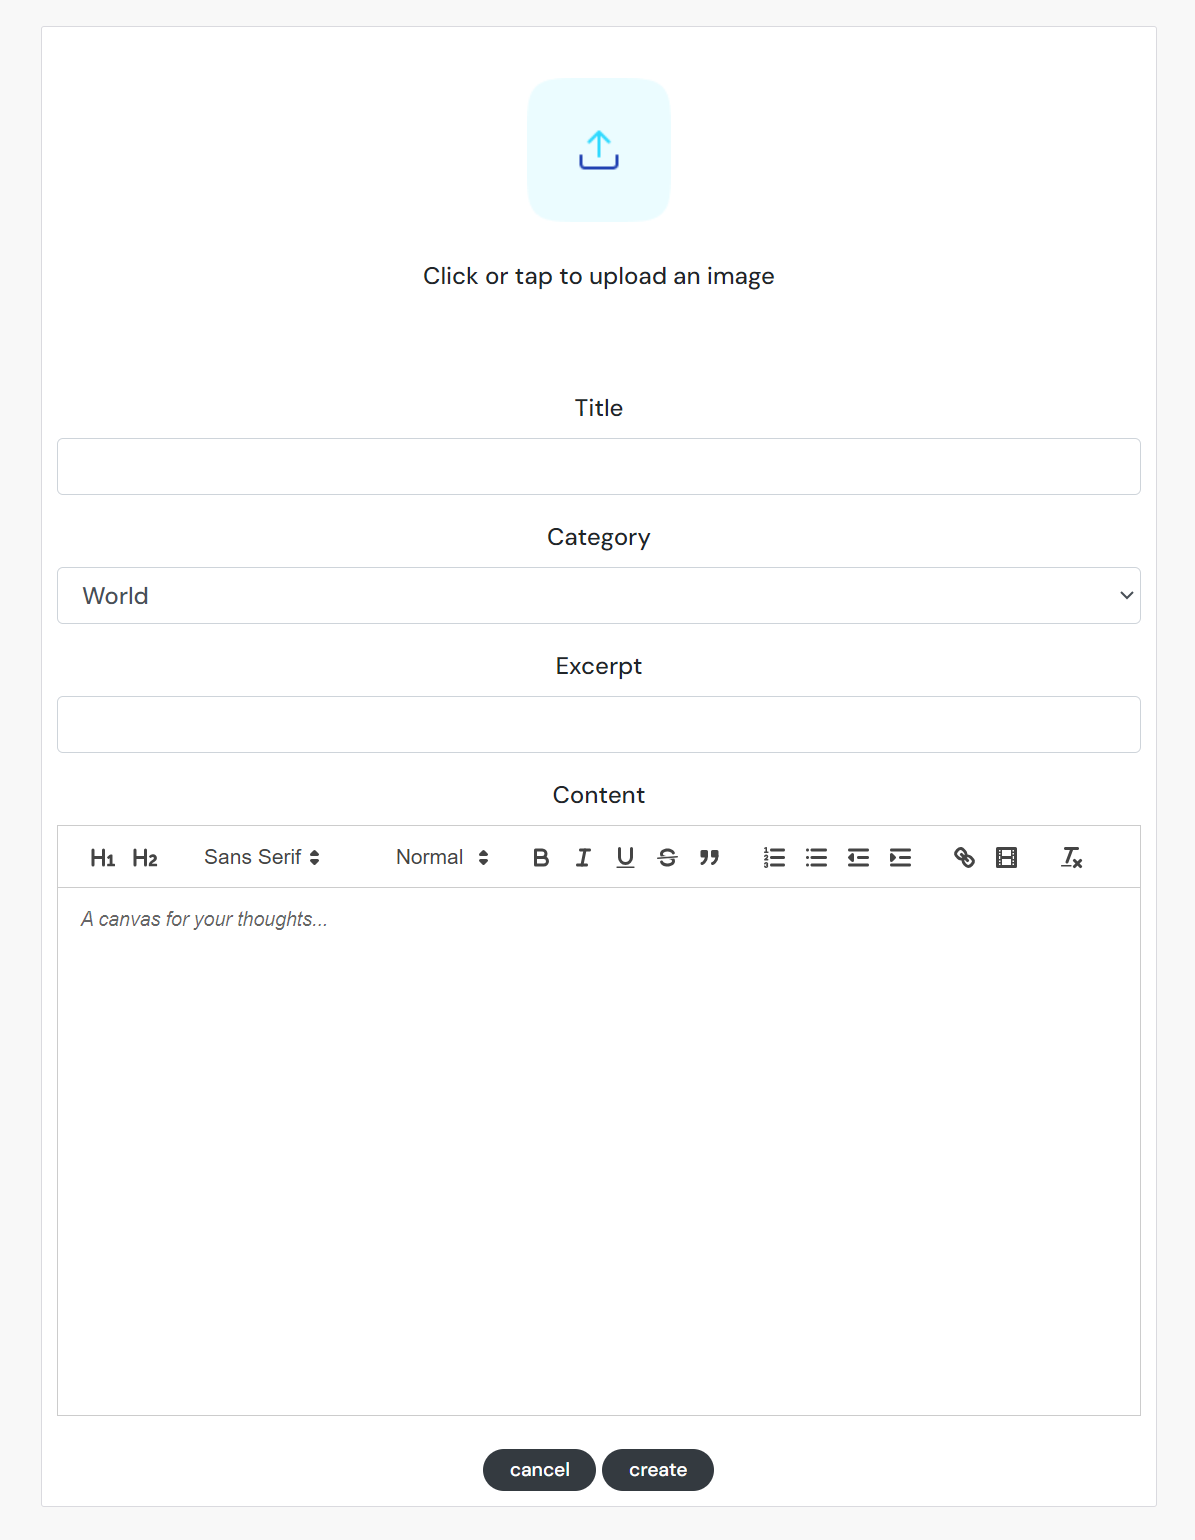 Click or tap to upload an image
Title
Category
World
Excerpt
Content
H1 H2 Sans Serif Normal B I U S
A canvas for your thoughts...
cancel create